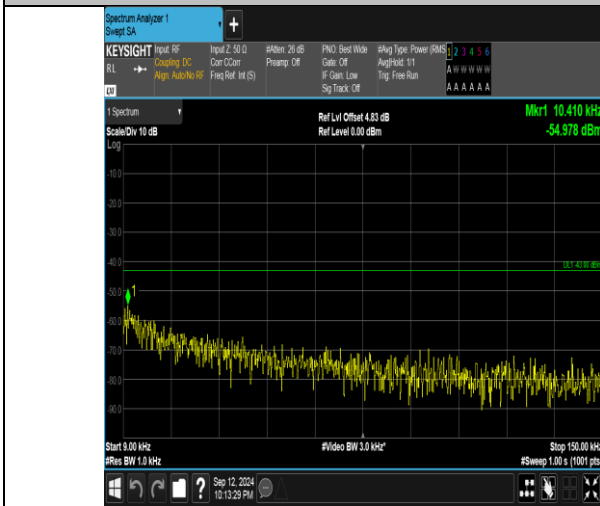 Spectrum Analyzer 1
Swept SA
+
KEYSIGHT
RL
Input: RF
Coupling: DC
Align: Auto/No RF
Input Z: 50 Ω
Corr CCorr
Freq Ref: Int (S)
#Atten: 26 dB
Preamp: Off
PNO: Best Wide
Gate: Off
IF Gain: Low
Sig Track: Off
#Avg Type: Power (RMS
Avg|Hold: 1/1
Trig: Free Run
1 2 3 4 5 6
A W W W W W
A A A A A A
1 Spectrum
Scale/Div 10 dB
Log
Ref Lvl Offset 4.83 dB
Ref Level 0.00 dBm
Mkr1 10.410 kHz
-54.978 dBm
-10.0
-20.0
-30.0
-40.0
-50.0
-60.0
-70.0
-80.0
-90.0
DL1 -43.00 dBm
1
Start 9.00 kHz
#Res BW 1.0 kHz
#Video BW 3.0 kHz*
Stop 150.00 kHz
#Sweep 1.00 s (1001 pts
?
Sep 12, 2024
10:13:29 PM